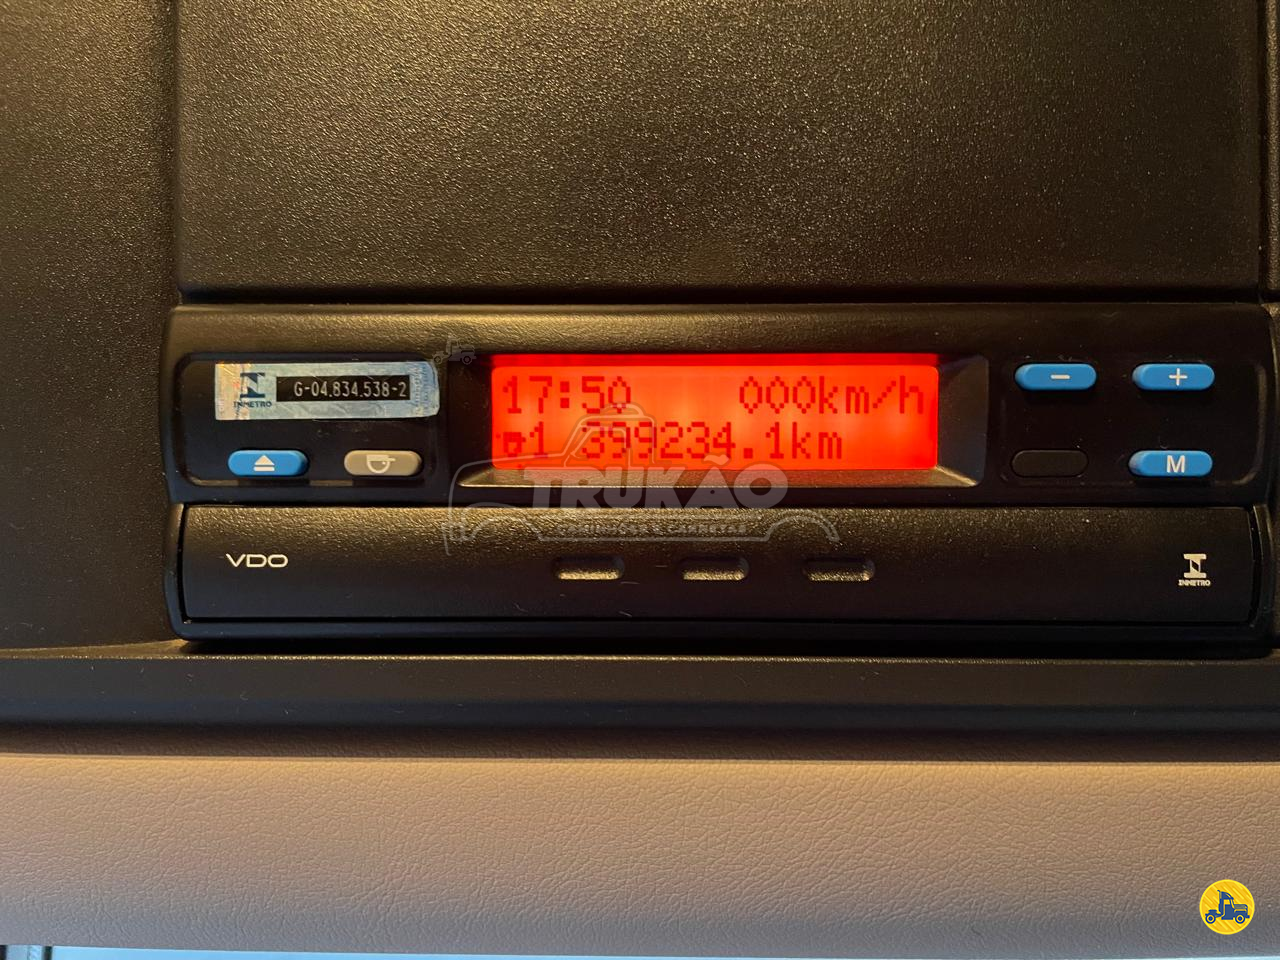 INMETRO
G-04.834.538-2
17:50 000km/h
1 399234.1km
−
+
M
TRUKÃO
VDO
INMETRO